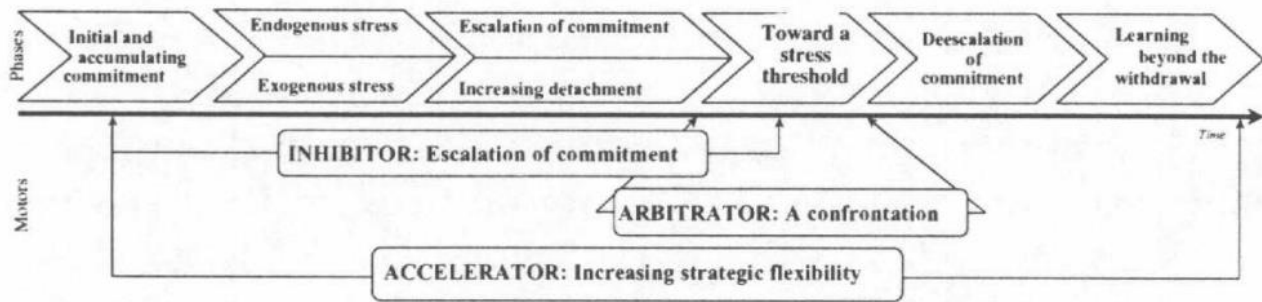 Phases
Initial and
accumulating
commitment
Endogenous stress
Exogenous stress
Escalation of commitment
Increasing detachment
Toward a
stress
threshold
Deescalation
of
commitment
Learning
beyond the
withdrawal
Time
Motors
INHIBITOR: Escalation of commitment
ARBITRATOR: A confrontation
ACCELERATOR: Increasing strategic flexibility